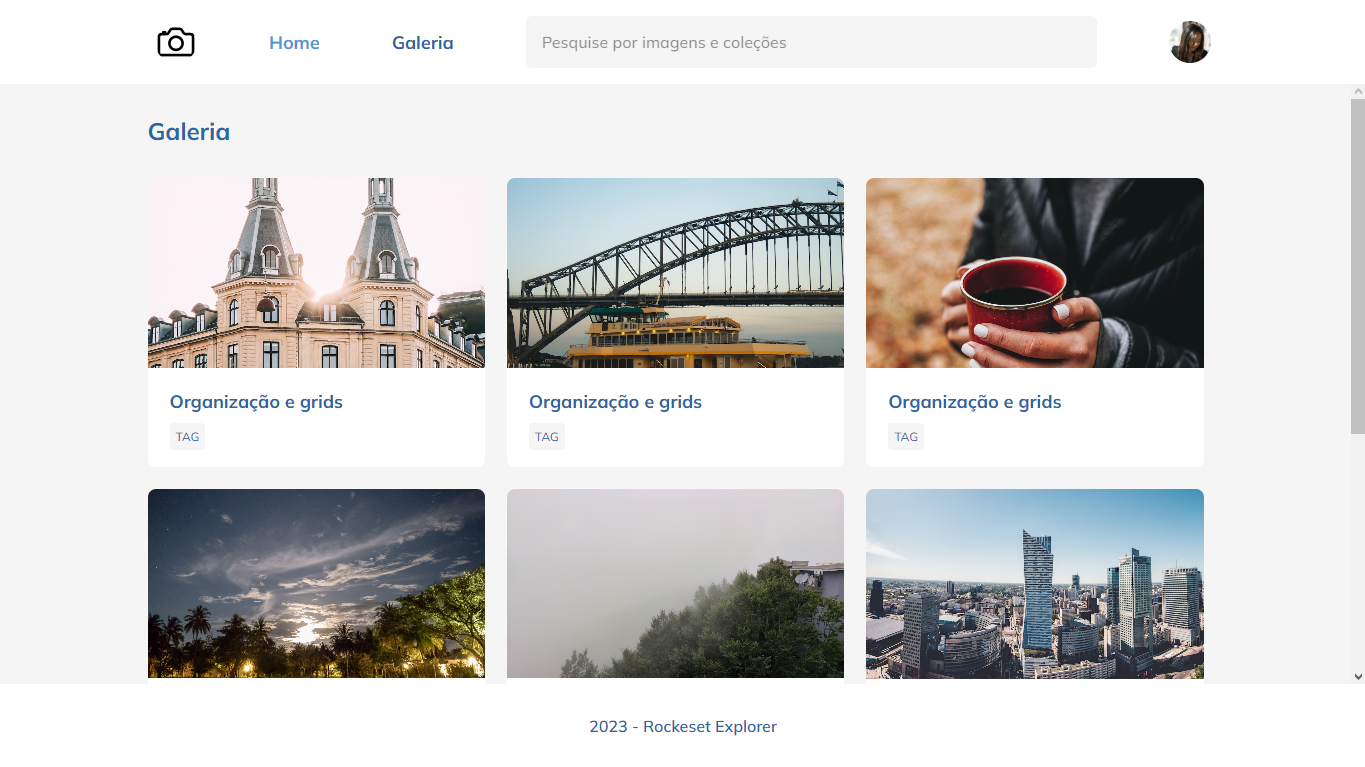 Home
Galeria
Pesquise por imagens e coleções
Galeria
Organização e grids
TAG
Organização e grids
TAG
Organização e grids
TAG
2023 - Rockeset Explorer